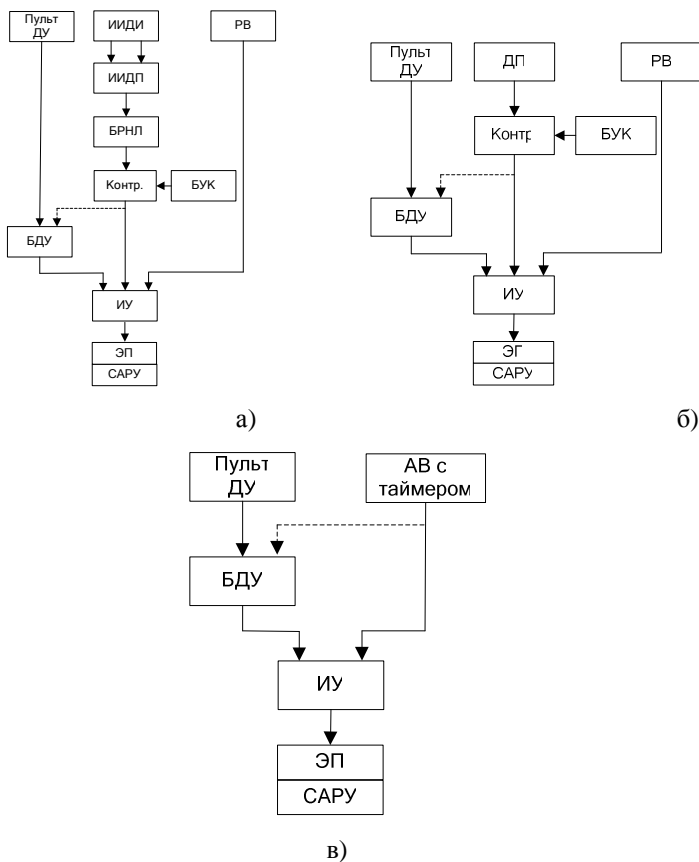 Пульт
ДУ
ИИДИ
РВ
ИИДП
БРНЛ
Контр.
БУК
БДУ
ИУ
ЭП
САРУ
а)
Пульт
ДУ
ДП
РВ
Контр
БУК
БДУ
ИУ
ЭГ
САРУ
б)
Пульт
ДУ
АВ с
таймером
БДУ
ИУ
ЭП
САРУ
в)